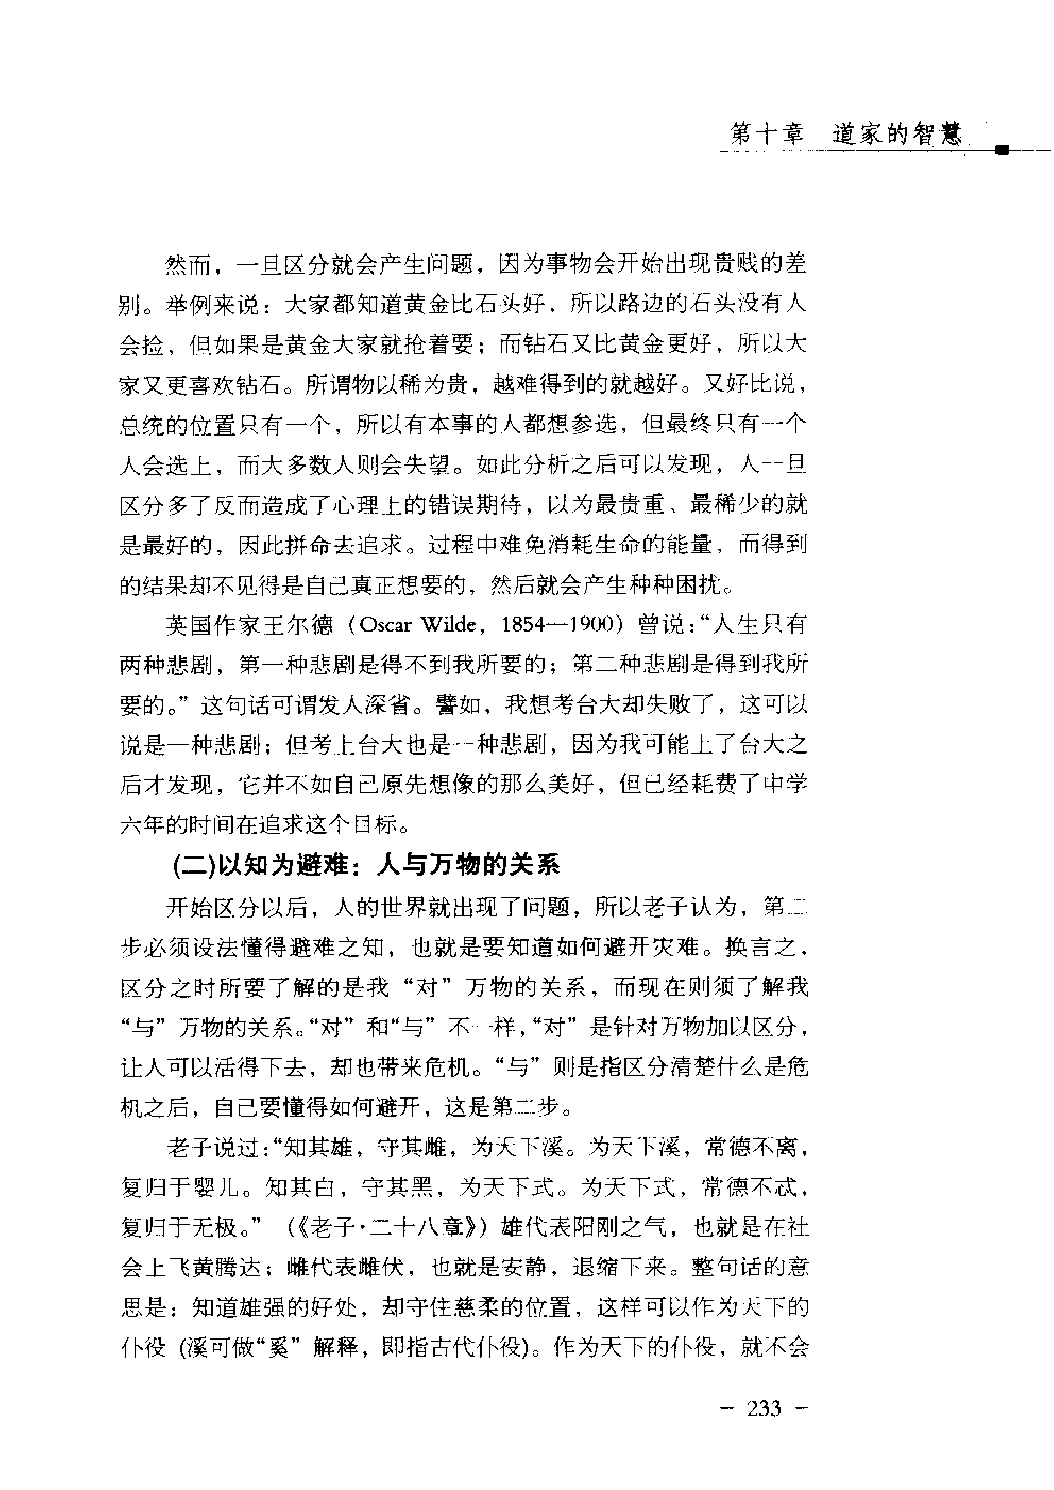 第十章 道家的智慧
然而，一旦区分就会产生问题，因为事物会开始出现贵贱的差
别。举例来说：大家都知道黄金比石头好，所以路边的石头没有人
会捡，但如果是黄金大家就抢着要；而钻石又比黄金更好，所以大
家又更喜欢钻石。所谓物以稀为贵，越难得到的就越好。又好比说，
总统的位置只有一个，所以有本事的人都想参选，但最终只有一个
人会选上，而大多数人则会失望。如此分析之后可以发现，人一旦
区分多了反而造成了心理上的错误期待，以为最贵重、最稀少的就
是最好的，因此拼命去追求。过程中难免消耗生命的能量，而得到
的结果却不见得是自己真正想要的，然后就会产生种种困扰。
英国作家王尔德（Oscar Wilde，1854—1900）曾说：“人生只有
两种悲剧，第一种悲剧是得不到我所要的；第二种悲剧是得到我所
要的。”这句话可谓发人深省。譬如，我想考台大却失败了，这可以
说是一种悲剧；但考上台大也是一种悲剧，因为我可能上了台大之
后才发现，它并不如自己原先想像的那么美好，但已经耗费了中学
六年的时间在追求这个目标。
(二)以知为避难：人与万物的关系
开始区分以后，人的世界就出现了问题，所以老子认为，第二
步必须设法懂得避难之知，也就是要知道如何避开灾难。换言之，
区分之时所要了解的是我“对”万物的关系，而现在则须了解我
“与”万物的关系。“对”和“与”不一样，“对”是针对万物加以区分，
让人可以活得下去，却也带来危机。“与”则是指区分清楚什么是危
机之后，自己要懂得如何避开，这是第二步。
老子说过：“知其雄，守其雌，为天下溪。为天下溪，常德不离，
复归于婴儿。知其白，守其黑，为天下式。为天下式，常德不忒，
复归于无极。”（《老子·二十八章》）雄代表阳刚之气，也就是在社
会上飞黄腾达；雌代表雌伏，也就是安静，退缩下来。整句话的意
思是：知道雄强的好处，却守住慈柔的位置，这样可以作为天下的
仆役 (溪可做“奚”解释，即指古代仆役)。作为天下的仆役，就不会
- 233 -